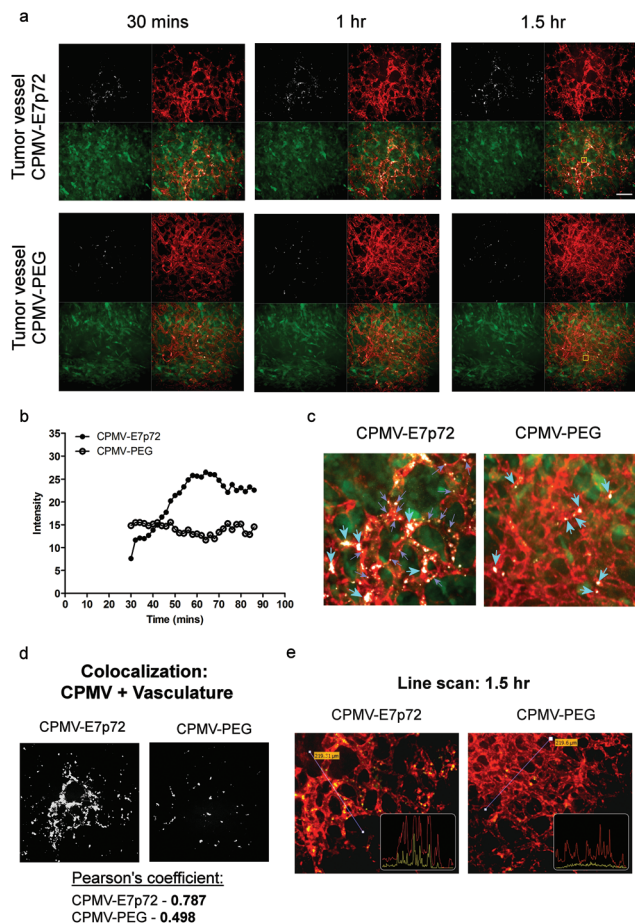 a
30 mins
1 hr
1.5 hr
Tumor vessel
CPMV-E7p72
Tumor vessel
CPMV-PEG
b
CPMV-E7p72
CPMV-PEG
35
30
25
20
15
10
5
0
Intensity
0 10 20 30 40 50 60 70 80 90 100
Time (mins)
c
CPMV-E7p72
CPMV-PEG
d
Colocalization:
CPMV + Vasculature
CPMV-E7p72
CPMV-PEG
Pearson's coefficient:
CPMV-E7p72 - 0.787
CPMV-PEG - 0.498
e
Line scan: 1.5 hr
CPMV-E7p72
CPMV-PEG